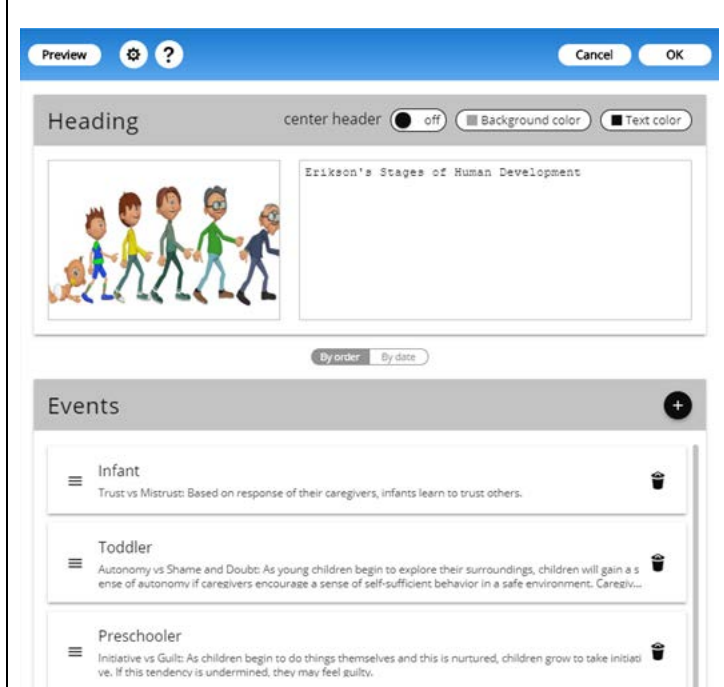 Preview ? Cancel OK
Heading center header off Background color Text color
Erikson's Stages of Human Development
By order By date
Events +
Infant
Trust vs Mistrust: Based on response of their caregivers, infants learn to trust others.
Toddler
Autonomy vs Shame and Doubt: As young children begin to explore their surroundings, children will gain a s
ense of autonomy if caregivers encourage a sense of self-sufficient behavior in a safe environment. Caregiv...
Preschooler
Initiative vs Guilt: As children begin to do things themselves and this is nurtured, children grow to take initiati
ve. If this tendency is undermined, they may feel guilty.